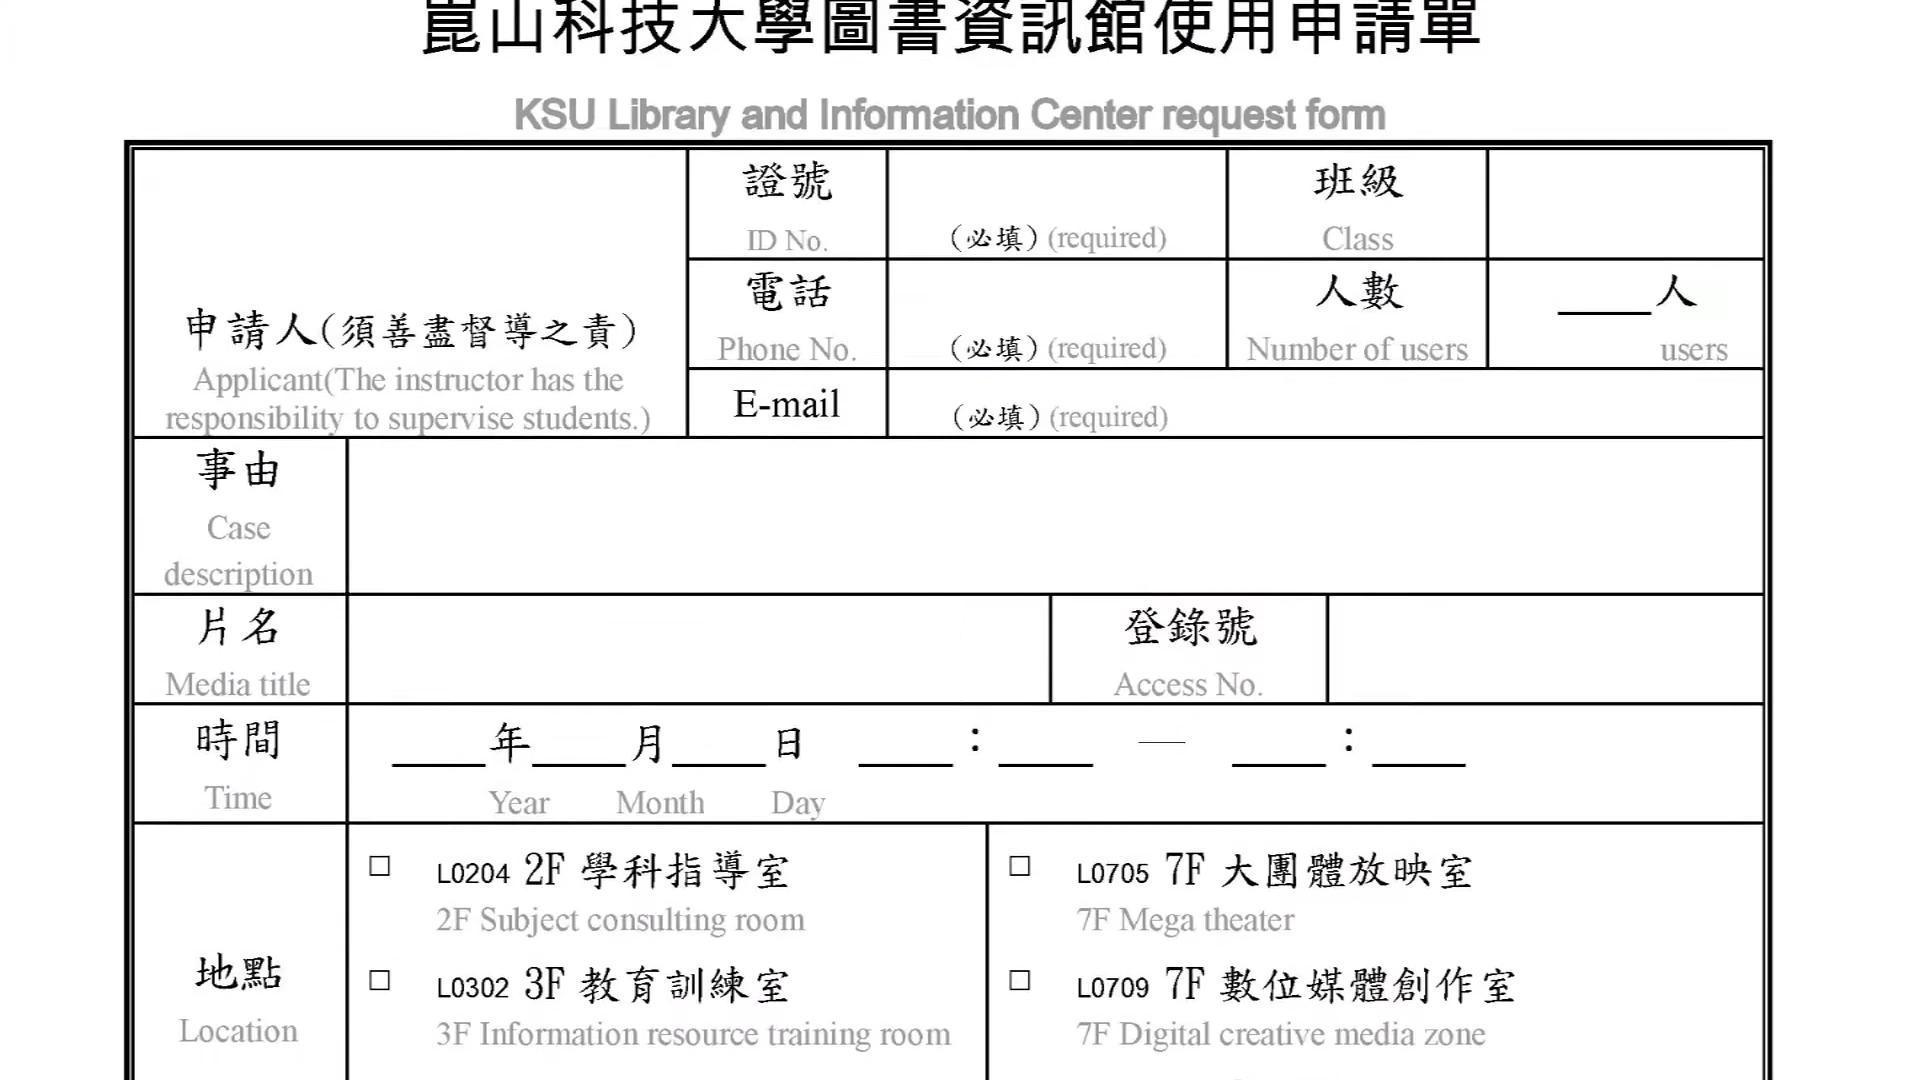 崑山科技大學圖書資訊館使用申請單
KSU Library and Information Center request form
申請人(須善盡督導之責)
Applicant(The instructor has the
responsibility to supervise students.)
證號
ID No.
(必填) (required)
班級
Class
電話
Phone No.
(必填) (required)
人數
Number of users
____人
users
E-mail
(必填) (required)
事由
Case
description
片名
Media title
登錄號
Access No.
時間
Time
____年____月____日 ____:____ — ____:____
Year Month Day
地點
Location
□ L0204 2F 學科指導室
2F Subject consulting room
□ L0302 3F 教育訓練室
3F Information resource training room
□ L0705 7F 大團體放映室
7F Mega theater
□ L0709 7F 數位媒體創作室
7F Digital creative media zone